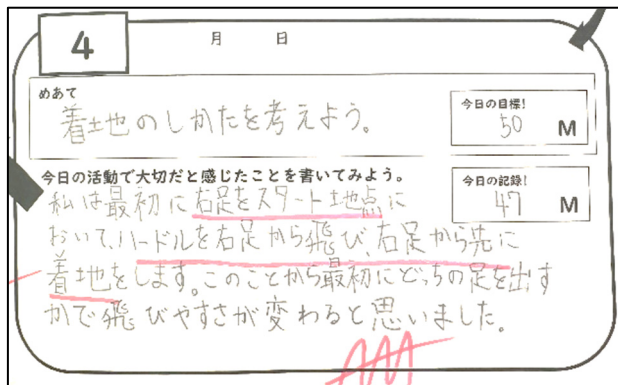 4
月 日
めあて
着地のしかたを考えよう。
今日の目標!
50 M
今日の活動で大切だと感じたことを書いてみよう。
今日の記録!
47 M
私は最初に右足をスタート地点に
おいて、ハードルを右足から飛び、右足から先に
着地をします。このことから最初にどっちの足を出す
かで飛びやすさが変わると思いました。
AAA